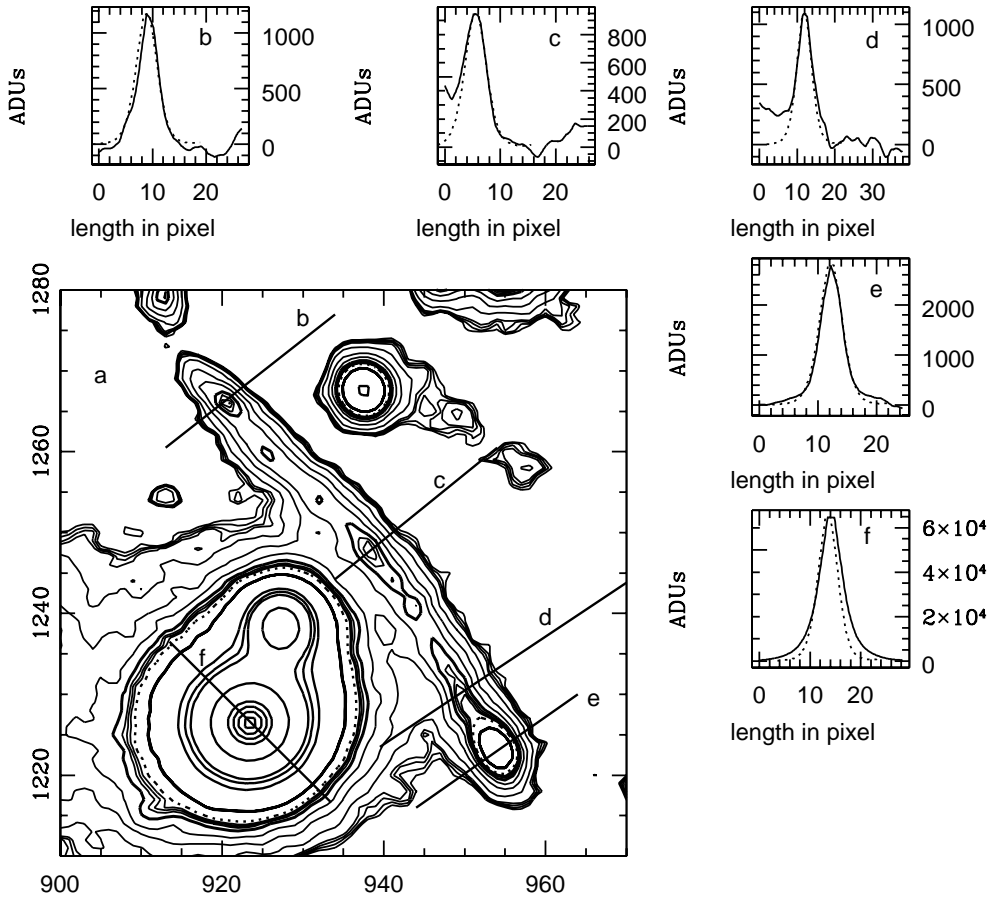 b
ADUs
1000
500
0
0 10 20
length in pixel
c
ADUs
800
600
400
200
0
0 10 20
length in pixel
d
ADUs
1000
500
0
0 10 20 30
length in pixel
e
ADUs
2000
1000
0
0 10 20
length in pixel
f
ADUs
6×10⁴
4×10⁴
2×10⁴
0
0 10 20
length in pixel
1280
1260
1240
1220
a
b
c
d
e
f
900 920 940 960